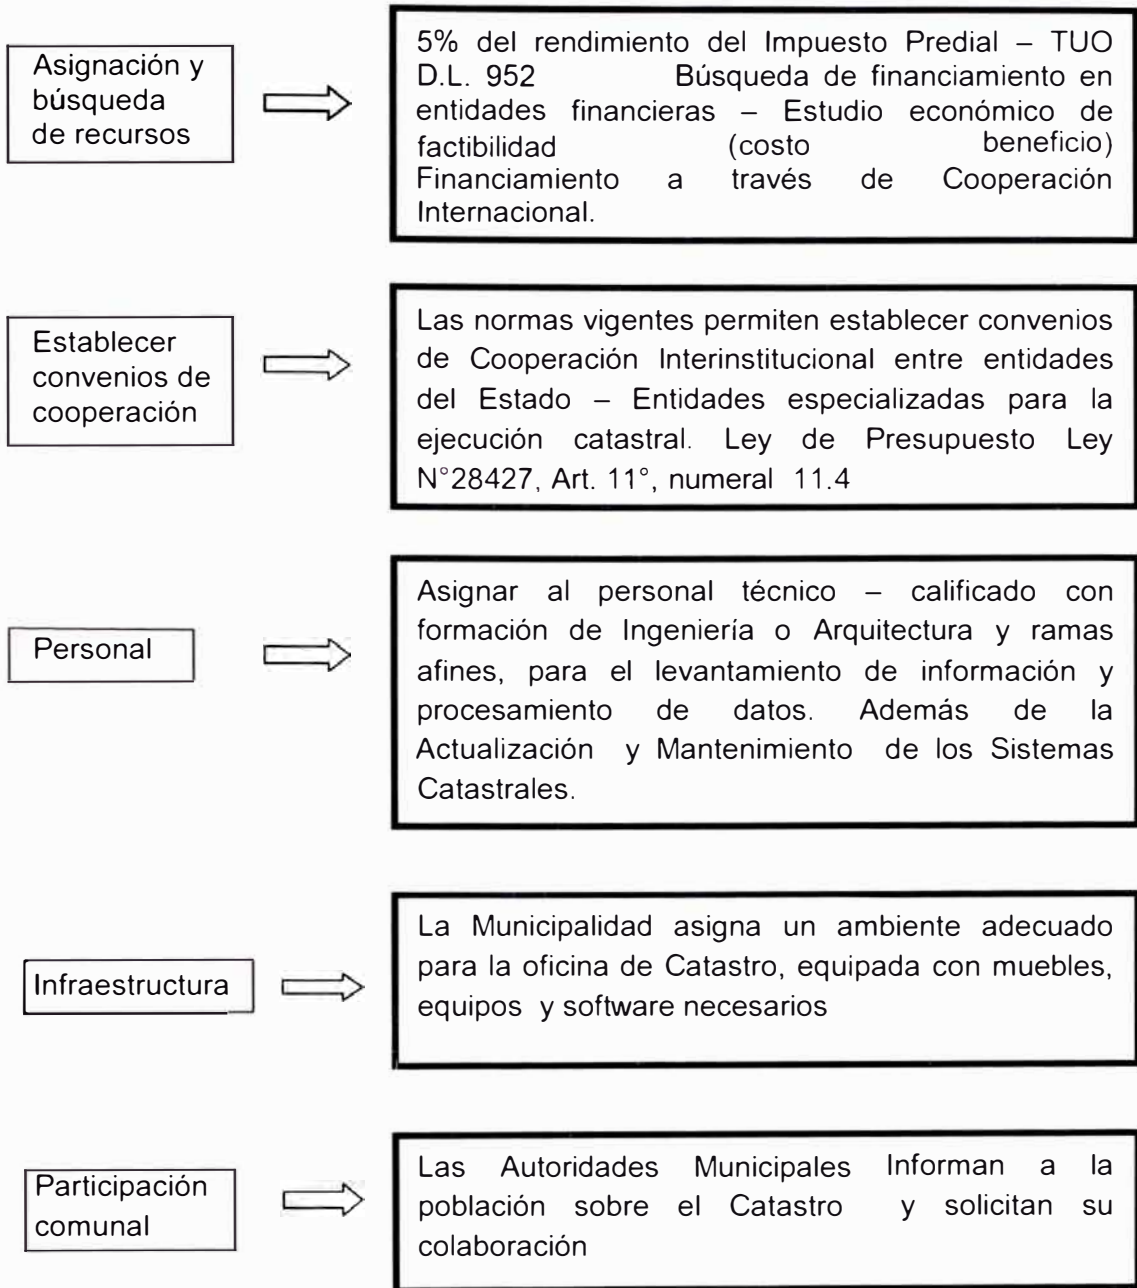 Asignación y
búsqueda
de recursos
5% del rendimiento del Impuesto Predial – TUO
D.L. 952 Búsqueda de financiamiento en
entidades financieras – Estudio económico de
factibilidad (costo beneficio)
Financiamiento a través de Cooperación
Internacional.
Establecer
convenios de
cooperación
Las normas vigentes permiten establecer convenios
de Cooperación Interinstitucional entre entidades
del Estado – Entidades especializadas para la
ejecución catastral. Ley de Presupuesto Ley
N°28427, Art. 11°, numeral 11.4
Personal
Asignar al personal técnico – calificado con
formación de Ingeniería o Arquitectura y ramas
afines, para el levantamiento de información y
procesamiento de datos. Además de la
Actualización y Mantenimiento de los Sistemas
Catastrales.
Infraestructura
La Municipalidad asigna un ambiente adecuado
para la oficina de Catastro, equipada con muebles,
equipos y software necesarios
Participación
comunal
Las Autoridades Municipales Informan a la
población sobre el Catastro y solicitan su
colaboración